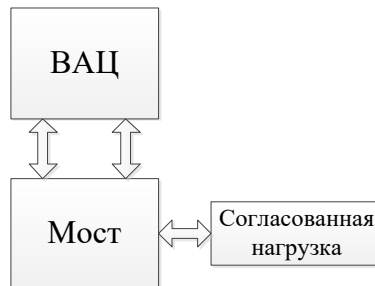 ВАЦ
Мост
Согласованная
нагрузка